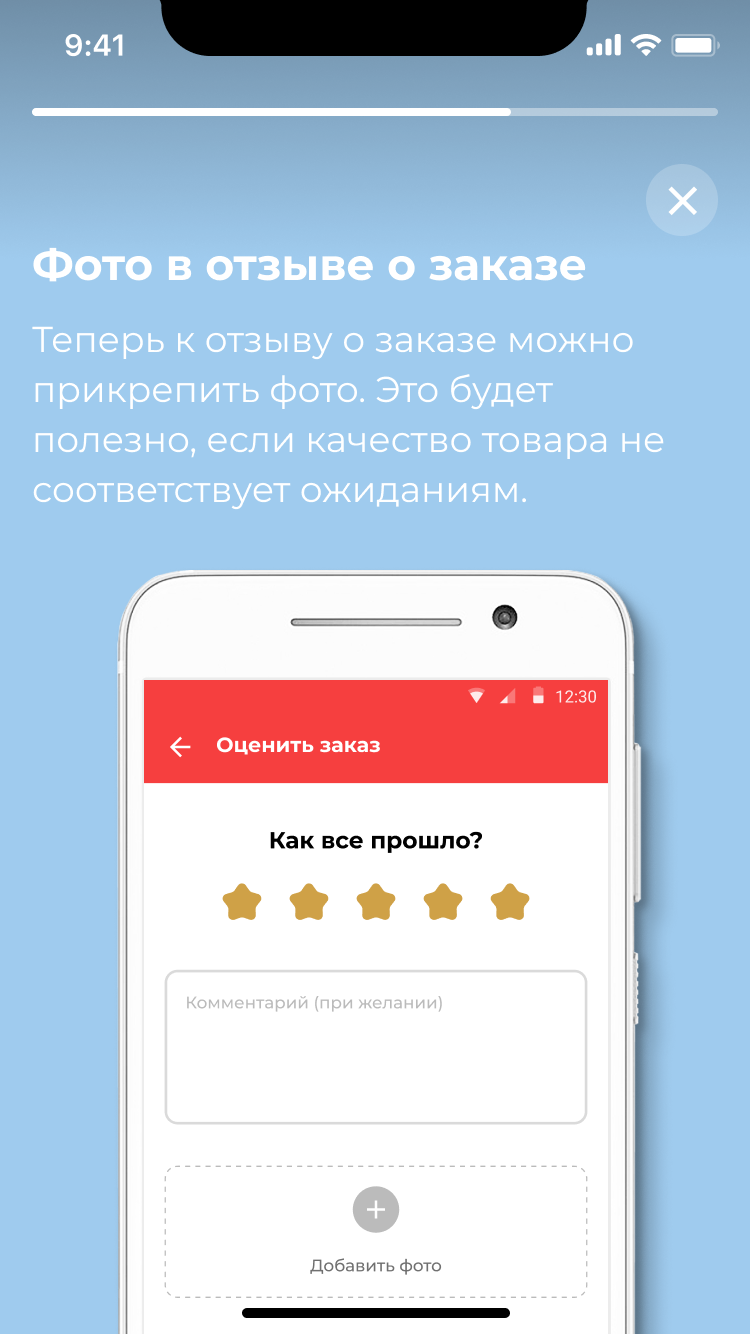 9:41
Фото в отзыве о заказе
Теперь к отзыву о заказе можно
прикрепить фото. Это будет
полезно, если качество товара не
соответствует ожиданиям.
12:30
Оценить заказ
Как все прошло?
Комментарий (при желании)
Добавить фото